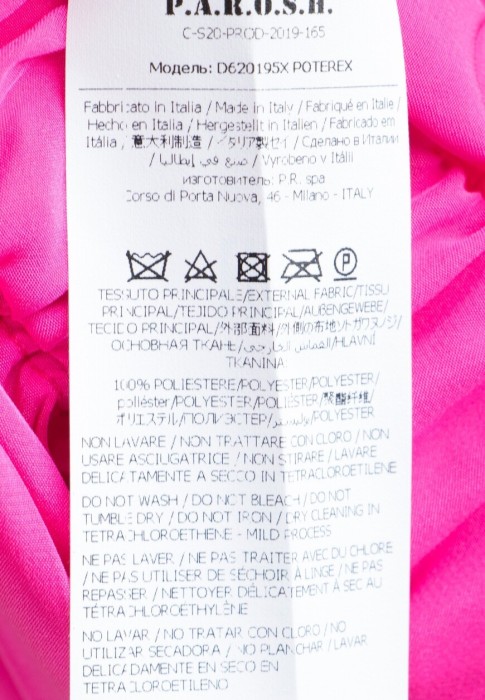 P.A.R.O.S.H.
C-S20-PROD-2019-165
Модель: D620195X POTEREX
Fabbricato in Italia / Made in Italy / Fabriqué en Italie /
Hecho en Italia / Hergestellt in Italien / Fabricado em
Itália , 意大利制造 / イタリア製セイ / Сделано в Италии
/ صنع في إيطاليا / Vyrobeno v Itálii
изготовитель: P.R. spa
Corso di Porta Nuova, 46 - Milano - ITALY
TESSUTO PRINCIPALE/EXTERNAL FABRIC/TISSU
PRINCIPAL/TEJIDO PRINCIPAL/AUßENGEWEBE/
TECIDO PRINCIPAL/外部面料/外側の布地ソトガワヌノジ/
ОСНОВНАЯ ТКАНЬ/القماش الخارجي/HLAVNÍ
TKANINA
100% POLIESTERE/POLYESTER/POLYESTER/
poliéster/POLYESTER/POLIÉSTER/聚酯纤维/
ポリエステル/ПОЛИЭСТЕР/بوليستر/POLYESTER
NON LAVARE / NON TRATTARE CON CLORO / NON
USARE ASCIUGATRICE / NON STIRARE / LAVARE
DELICATAMENTE A SECCO IN TETRACLOROETILENE
DO NOT WASH / DO NOT BLEACH / DO NOT
TUMBLE DRY / DO NOT IRON / DRY CLEANING IN
TETRACHLOROETHENE - MILD PROCESS
NE PAS LAVER / NE PAS TRAITER AVEC DU CHLORE
/ NE PAS UTILISER DE SÉCHOIR À LINGE / NE PAS
REPASSER / NETTOYER DÉLICATEMENT À SEC AU
TÉTRACHLOROÉTHYLÈNE
NO LAVAR / NO TRATAR CON CLORO / NO
UTILIZAR SECADORA / NO PLANCHAR / LAVAR
DELICADAMENTE EN SECO EN
TETRACLOROETILENO